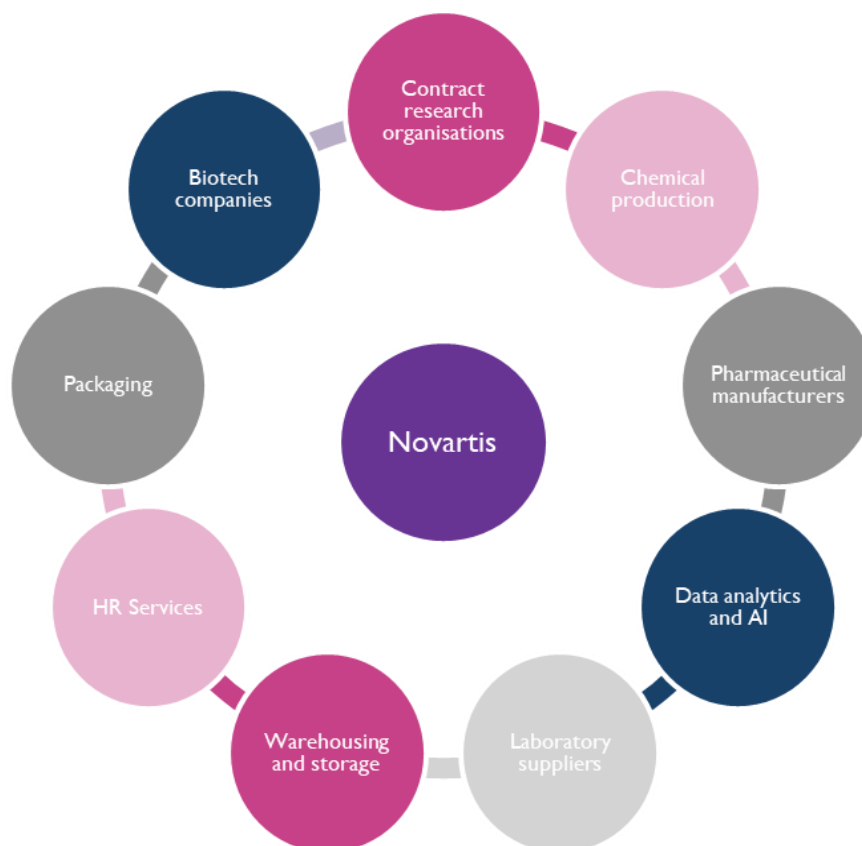 Contract
research
organisations
Biotech
companies
Chemical
production
Packaging
Pharmaceutical
manufacturers
Novartis
HR Services
Data analytics
and AI
Warehousing
and storage
Laboratory
suppliers